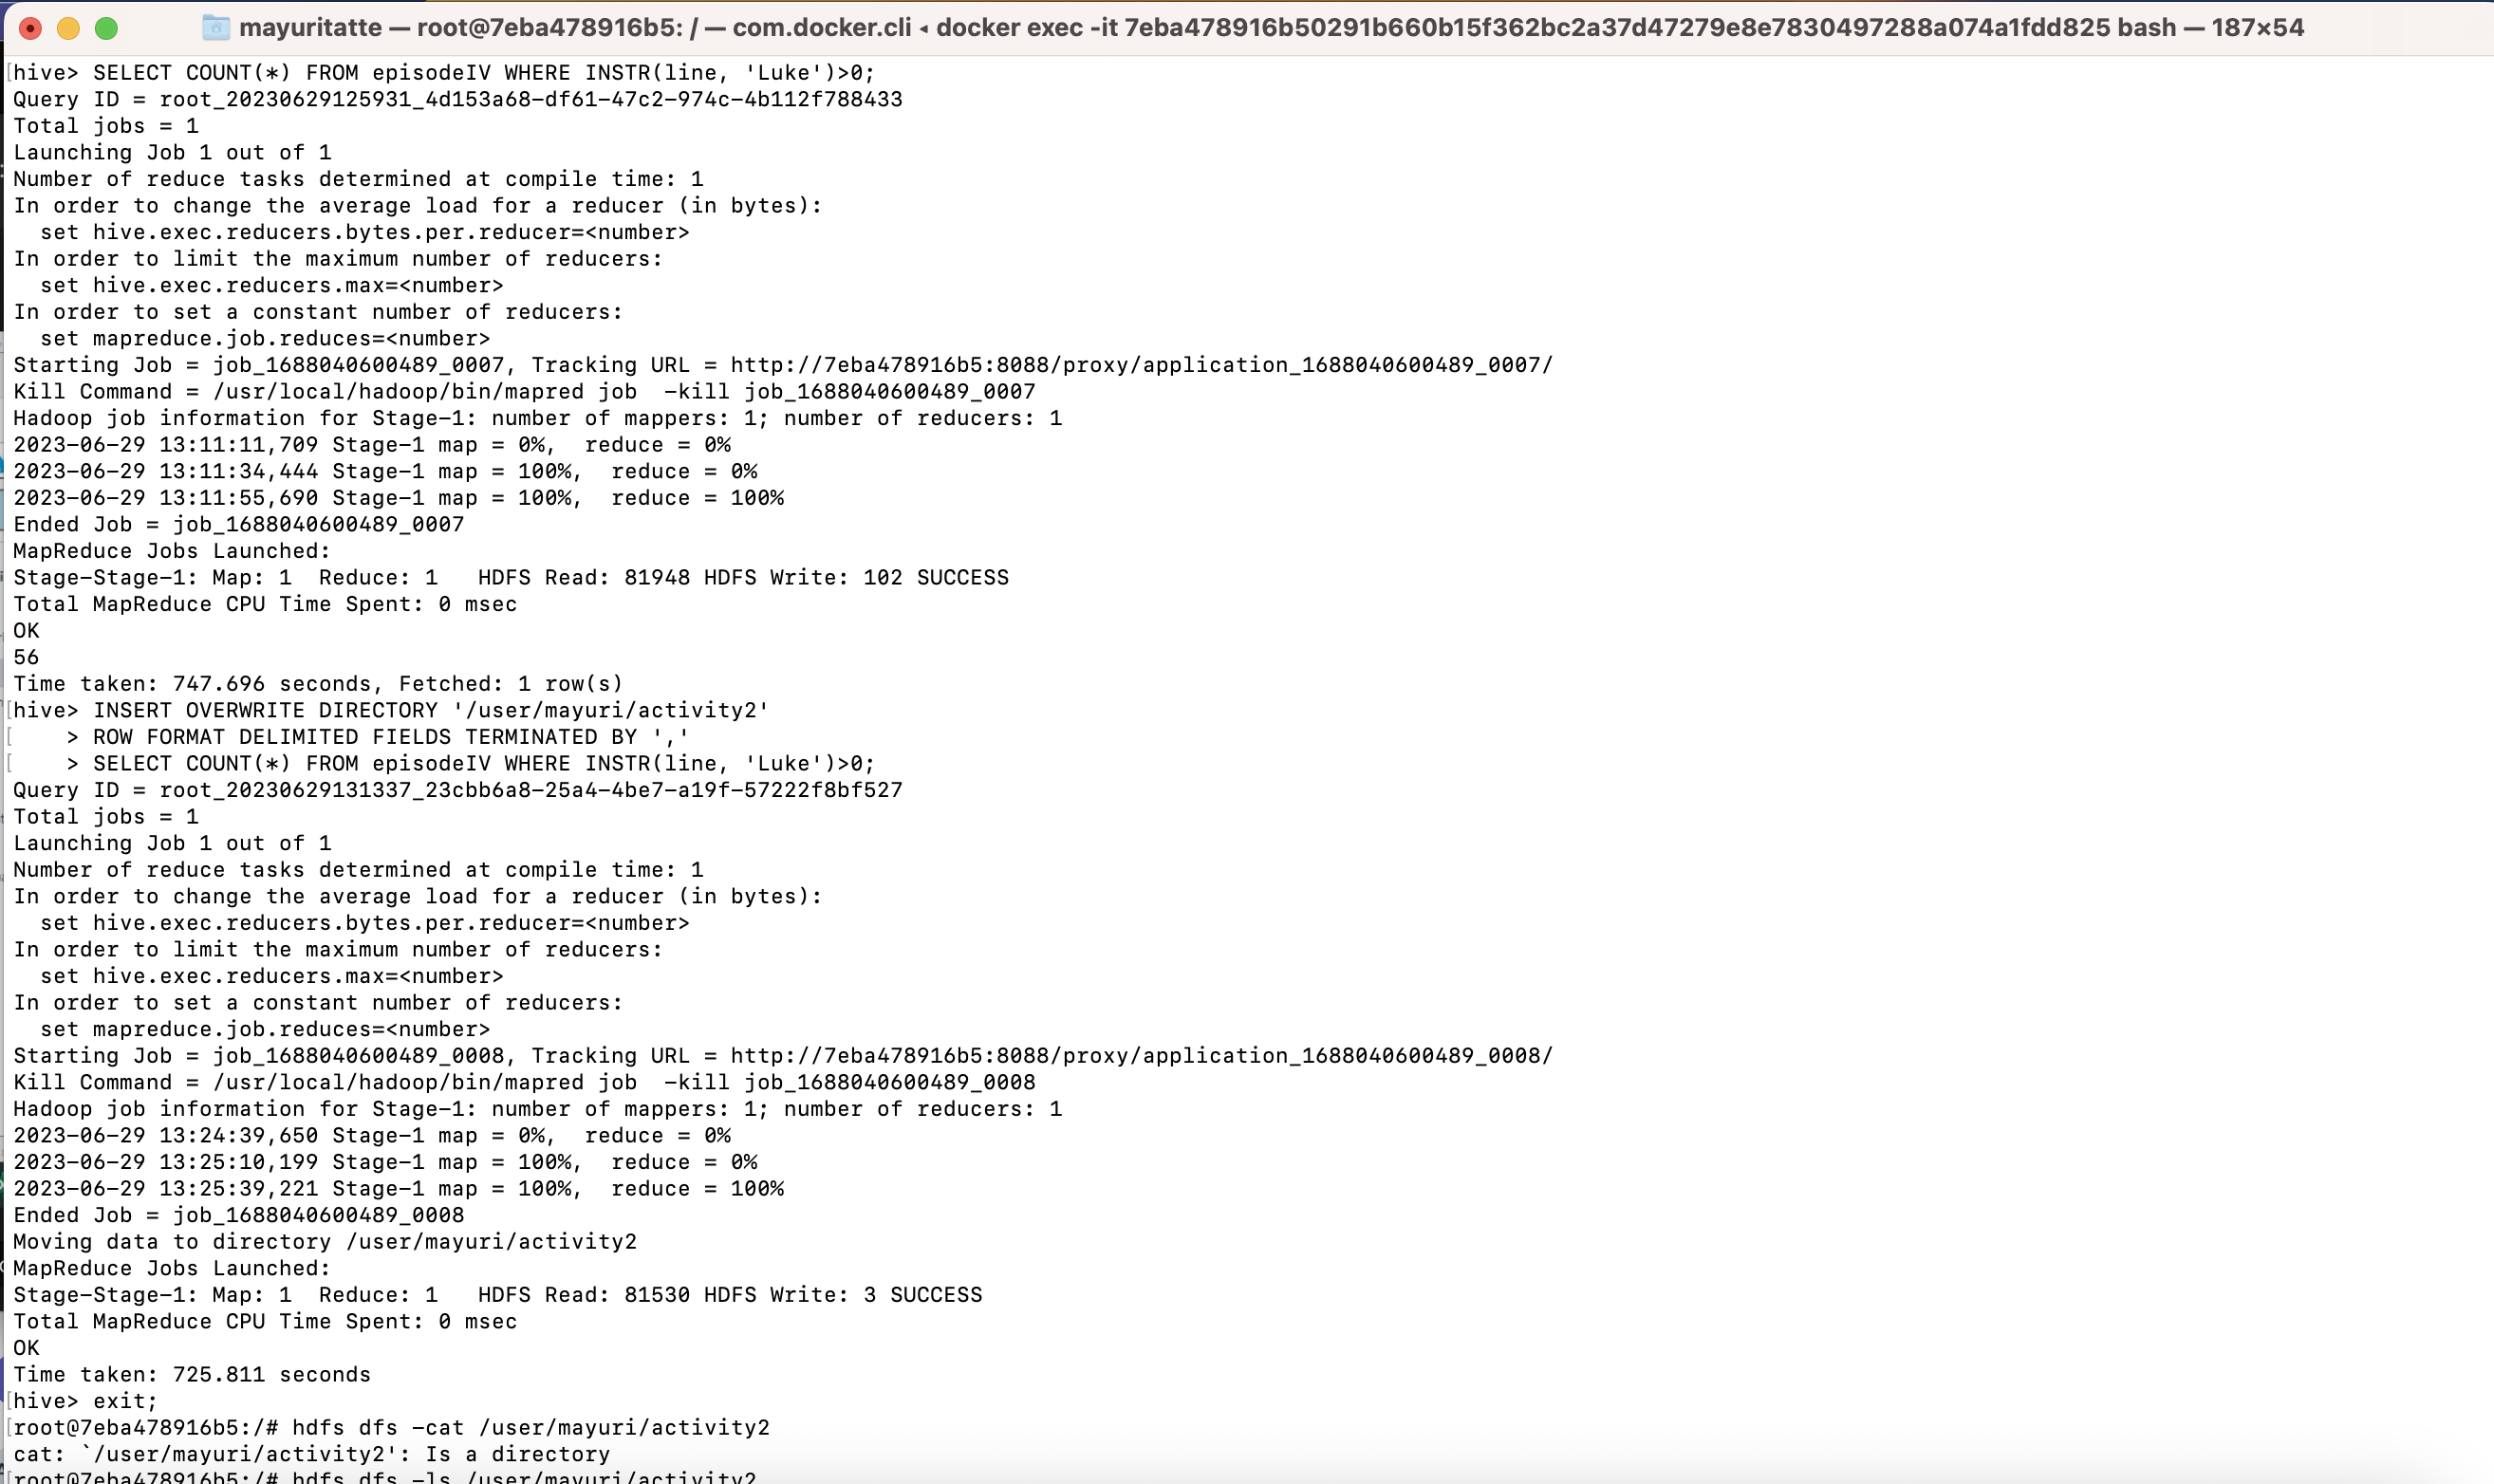 mayuritatte — root@7eba478916b5: / — com.docker.cli ◂ docker exec -it 7eba478916b50291b660b15f362bc2a37d47279e8e7830497288a074a1fdd825 bash — 187×54
[hive> SELECT COUNT(*) FROM episodeIV WHERE INSTR(line, 'Luke')>0;
Query ID = root_20230629125931_4d153a68-df61-47c2-974c-4b112f788433
Total jobs = 1
Launching Job 1 out of 1
Number of reduce tasks determined at compile time: 1
In order to change the average load for a reducer (in bytes):
  set hive.exec.reducers.bytes.per.reducer=<number>
In order to limit the maximum number of reducers:
  set hive.exec.reducers.max=<number>
In order to set a constant number of reducers:
  set mapreduce.job.reduces=<number>
Starting Job = job_1688040600489_0007, Tracking URL = http://7eba478916b5:8088/proxy/application_1688040600489_0007/
Kill Command = /usr/local/hadoop/bin/mapred job  -kill job_1688040600489_0007
Hadoop job information for Stage-1: number of mappers: 1; number of reducers: 1
2023-06-29 13:11:11,709 Stage-1 map = 0%,  reduce = 0%
2023-06-29 13:11:34,444 Stage-1 map = 100%,  reduce = 0%
2023-06-29 13:11:55,690 Stage-1 map = 100%,  reduce = 100%
Ended Job = job_1688040600489_0007
MapReduce Jobs Launched:
Stage-Stage-1: Map: 1  Reduce: 1   HDFS Read: 81948 HDFS Write: 102 SUCCESS
Total MapReduce CPU Time Spent: 0 msec
OK
56
Time taken: 747.696 seconds, Fetched: 1 row(s)
[hive> INSERT OVERWRITE DIRECTORY '/user/mayuri/activity2'
[    > ROW FORMAT DELIMITED FIELDS TERMINATED BY ','
[    > SELECT COUNT(*) FROM episodeIV WHERE INSTR(line, 'Luke')>0;
Query ID = root_20230629131337_23cbb6a8-25a4-4be7-a19f-57222f8bf527
Total jobs = 1
Launching Job 1 out of 1
Number of reduce tasks determined at compile time: 1
In order to change the average load for a reducer (in bytes):
  set hive.exec.reducers.bytes.per.reducer=<number>
In order to limit the maximum number of reducers:
  set hive.exec.reducers.max=<number>
In order to set a constant number of reducers:
  set mapreduce.job.reduces=<number>
Starting Job = job_1688040600489_0008, Tracking URL = http://7eba478916b5:8088/proxy/application_1688040600489_0008/
Kill Command = /usr/local/hadoop/bin/mapred job  -kill job_1688040600489_0008
Hadoop job information for Stage-1: number of mappers: 1; number of reducers: 1
2023-06-29 13:24:39,650 Stage-1 map = 0%,  reduce = 0%
2023-06-29 13:25:10,199 Stage-1 map = 100%,  reduce = 0%
2023-06-29 13:25:39,221 Stage-1 map = 100%,  reduce = 100%
Ended Job = job_1688040600489_0008
Moving data to directory /user/mayuri/activity2
MapReduce Jobs Launched:
Stage-Stage-1: Map: 1  Reduce: 1   HDFS Read: 81530 HDFS Write: 3 SUCCESS
Total MapReduce CPU Time Spent: 0 msec
OK
Time taken: 725.811 seconds
[hive> exit;
[root@7eba478916b5:/# hdfs dfs -cat /user/mayuri/activity2
cat: `/user/mayuri/activity2': Is a directory
[root@7eba478916b5:/# hdfs dfs -ls /user/mayuri/activity2